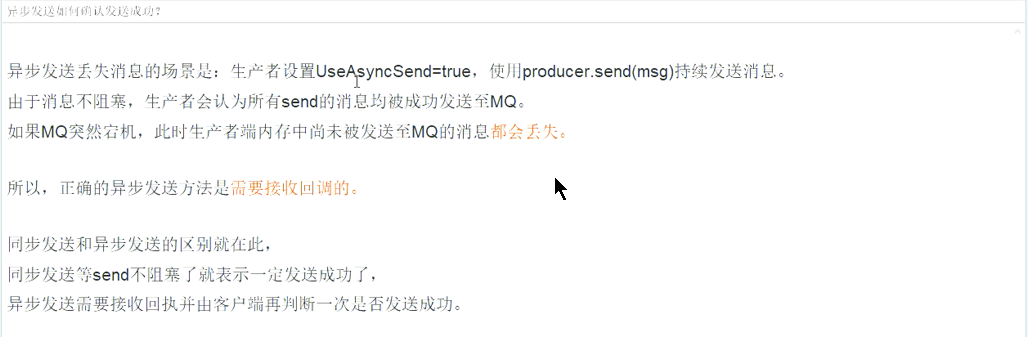 异步发送如何确认发送成功?
异步发送丢失消息的场景是：生产者设置UseAsyncSend=true，使用producer.send(msg)持续发送消息。
由于消息不阻塞，生产者会认为所有send的消息均被成功发送至MQ。
如果MQ突然宕机，此时生产者端内存中尚未被发送至MQ的消息都会丢失。
所以，正确的异步发送方法是需要接收回调的。
同步发送和异步发送的区别就在此，
同步发送等send不阻塞了就表示一定发送成功了，
异步发送需要接收回执并由客户端再判断一次是否发送成功。